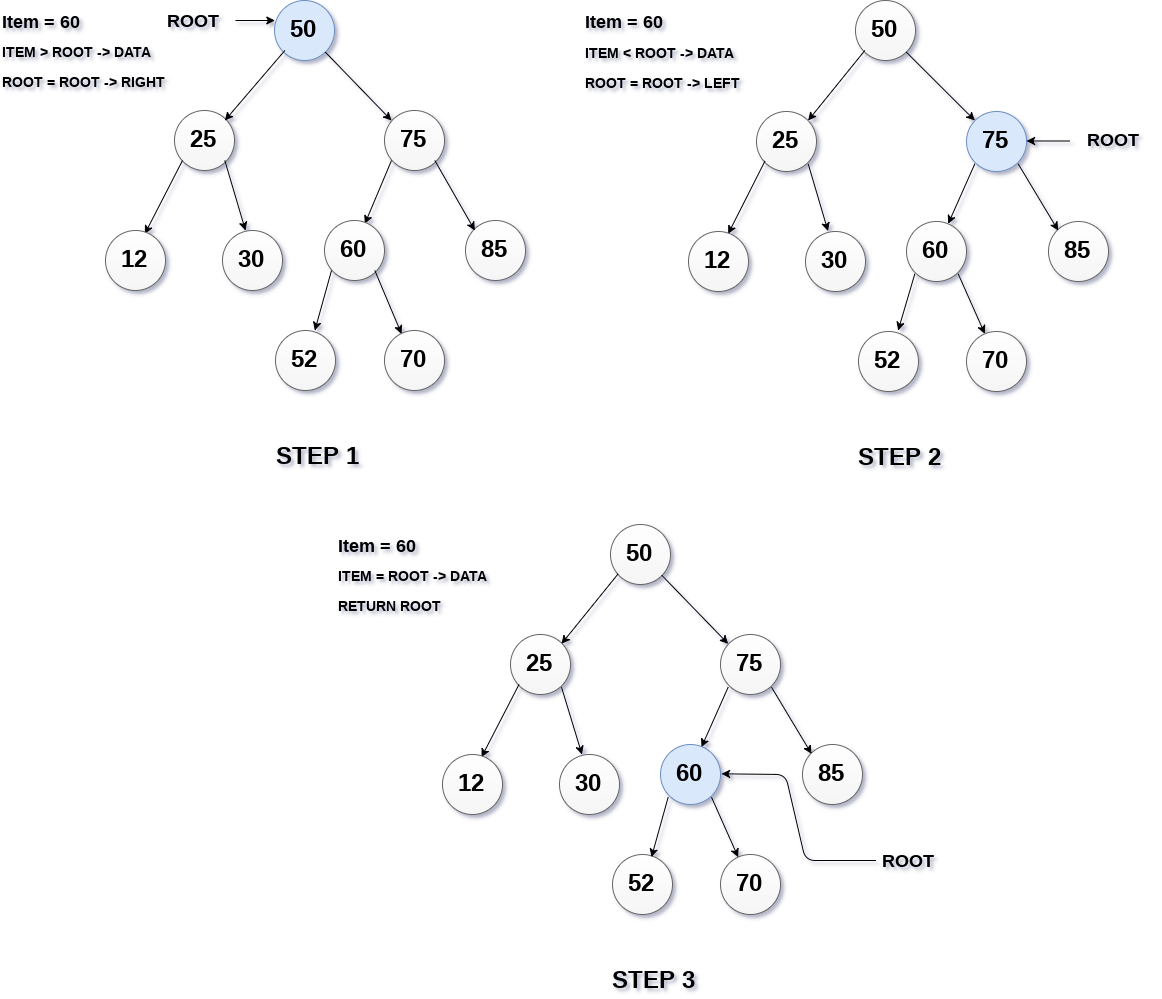 Item = 60
ROOT
ITEM > ROOT -> DATA
ROOT = ROOT -> RIGHT
50
25
75
12
30
60
85
52
70
STEP 1
Item = 60
ITEM < ROOT -> DATA
ROOT = ROOT -> LEFT
50
25
75
ROOT
12
30
60
85
52
70
STEP 2
Item = 60
ITEM = ROOT -> DATA
RETURN ROOT
50
25
75
12
30
60
85
ROOT
52
70
STEP 3